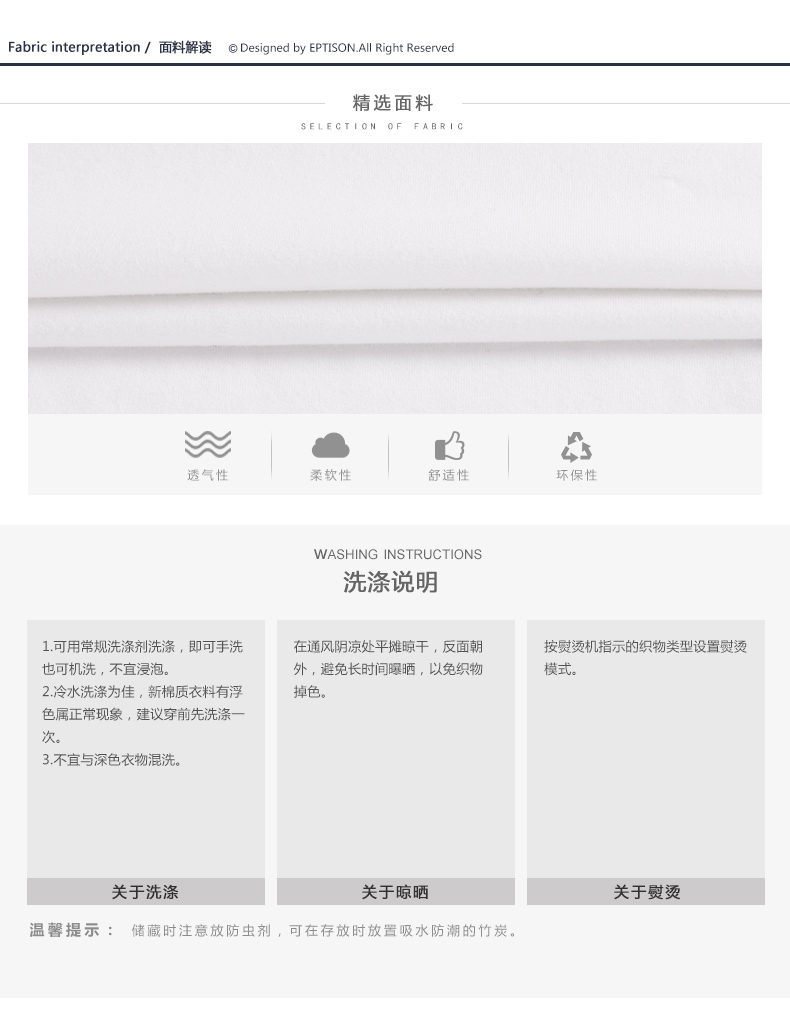 Fabric interpretation / 面料解读 © Designed by EPTISON.All Right Reserved
精选面料
SELECTION OF FABRIC
透气性 柔软性 舒适性 环保性
WASHING INSTRUCTIONS
洗涤说明
1.可用常规洗涤剂洗涤，即可手洗
也可机洗，不宜浸泡。
2.冷水洗涤为佳，新棉质衣料有浮
色属正常现象，建议穿前先洗涤一
次。
3.不宜与深色衣物混洗。
关于洗涤
在通风阴凉处平摊晾干，反面朝
外，避免长时间曝晒，以免织物
掉色。
关于晾晒
按熨烫机指示的织物类型设置熨烫
模式。
关于熨烫
温馨提示： 储藏时注意放防虫剂，可在存放时放置吸水防潮的竹炭。